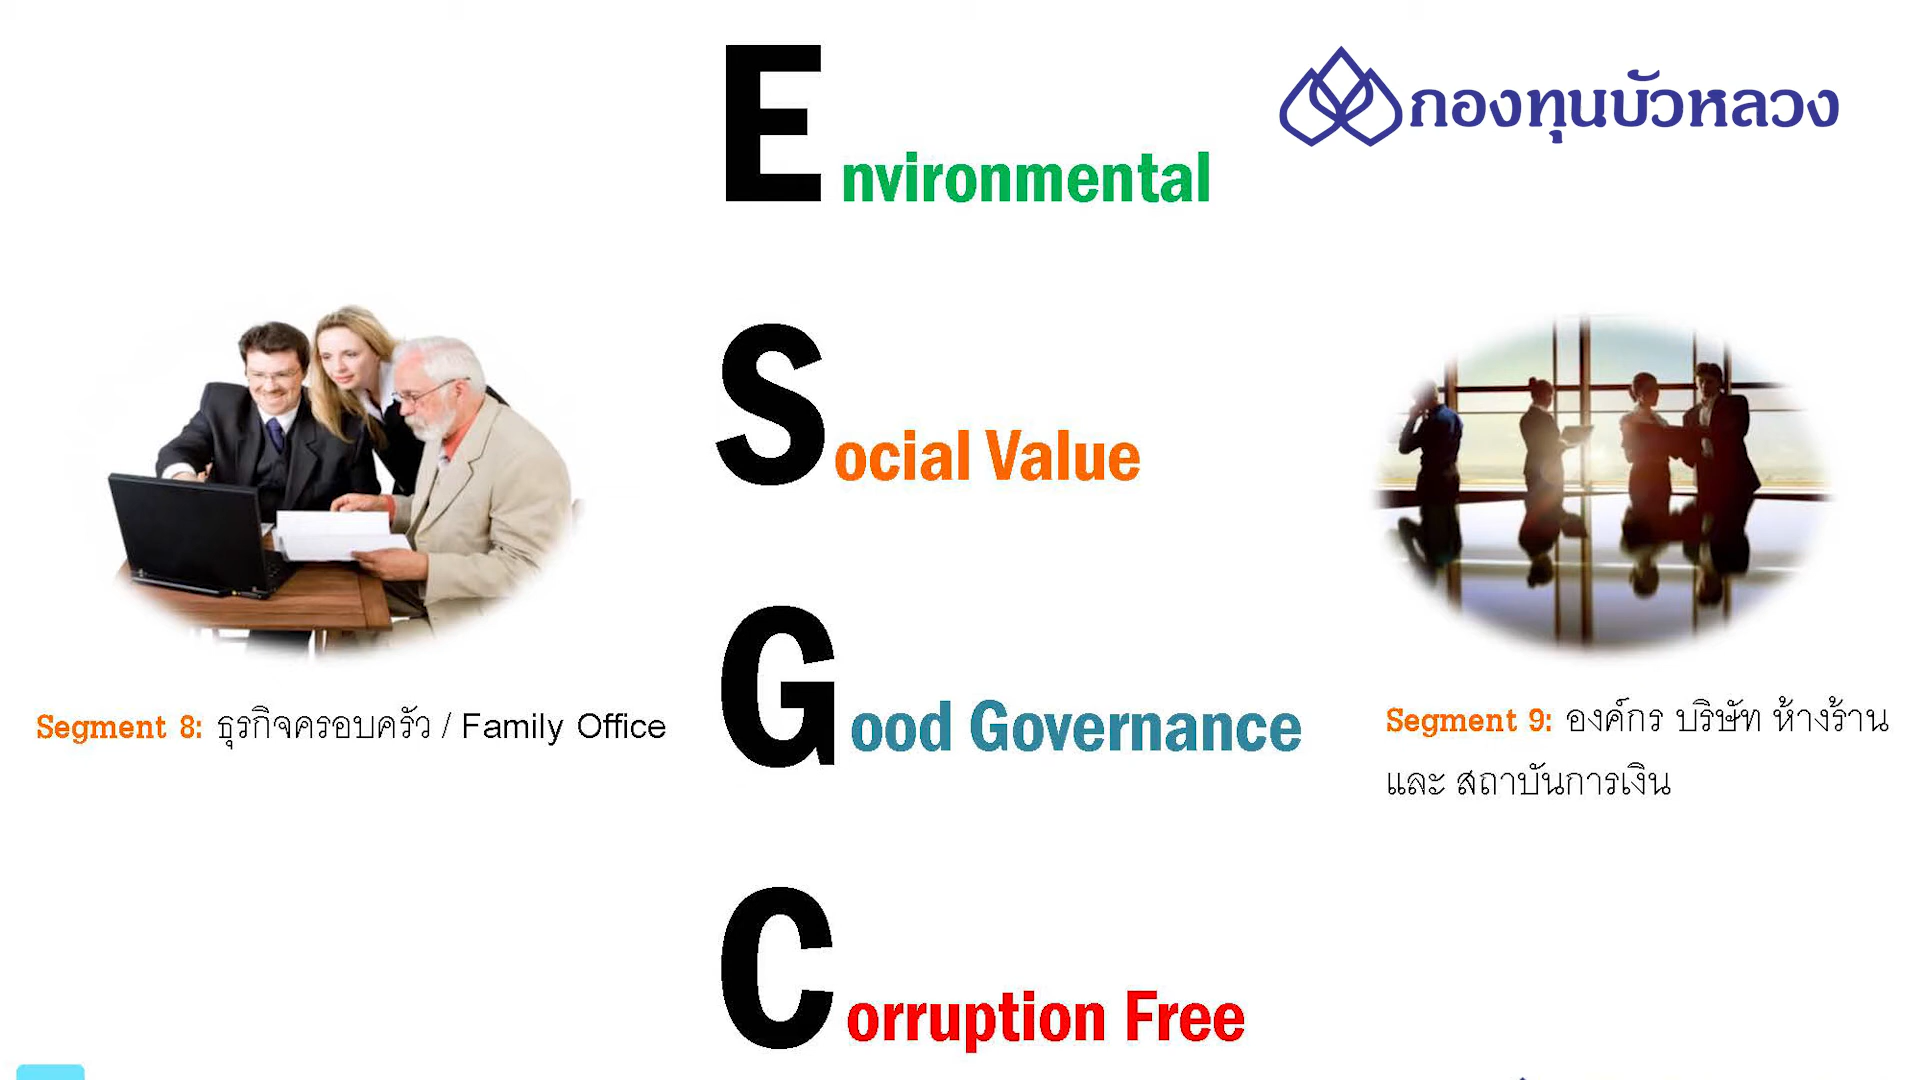 Environmental
กองทุนบัวหลวง
Social Value
Good Governance
Corruption Free
Segment 8: ธุรกิจครอบครัว / Family Office
Segment 9: องค์กร บริษัท ห้างร้าน
และ สถาบันการเงิน